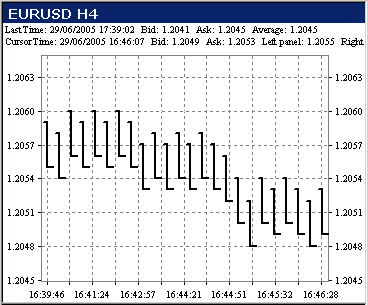 EURUSD H4
Last Time: 29/06/2005 17:39:02 Bid: 1.2041 Ask: 1.2045 Average: 1.2045
Cursor Time: 29/06/2005 16:46:07 Bid: 1.2049 Ask: 1.2053 Left panel: 1.2055 Right
1.2063 1.2063
1.2060 1.2060
1.2057 1.2057
1.2054 1.2054
1.2051 1.2051
1.2048 1.2048
1.2045 1.2045
16:39:46 16:41:24 16:42:57 16:44:21 16:44:51 16:45:32 16:46:28